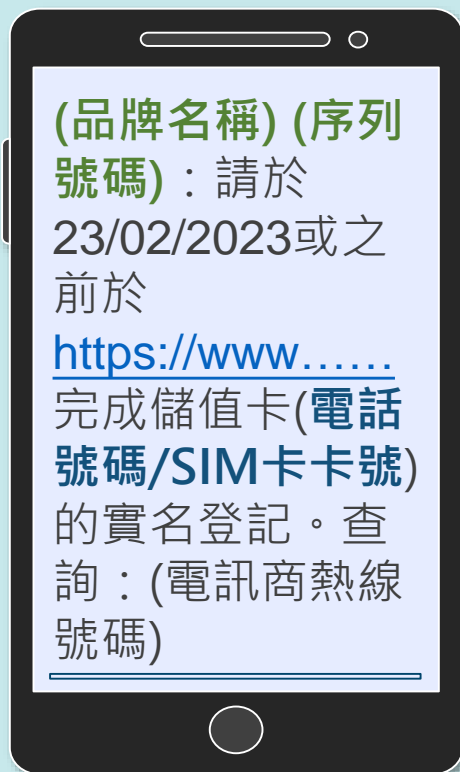 (品牌名稱) (序列
號碼)：請於
23/02/2023或之
前於
https://www......
完成儲值卡(電話
號碼/SIM卡卡號)
的實名登記。查
詢：(電訊商熱線
號碼)